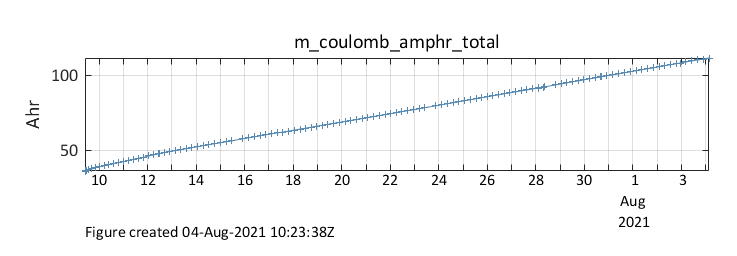 m_coulomb_amphr_total
Ahr
100
50
10 12 14 16 18 20 22 24 26 28 30 1 3
Aug
2021
Figure created 04-Aug-2021 10:23:38Z